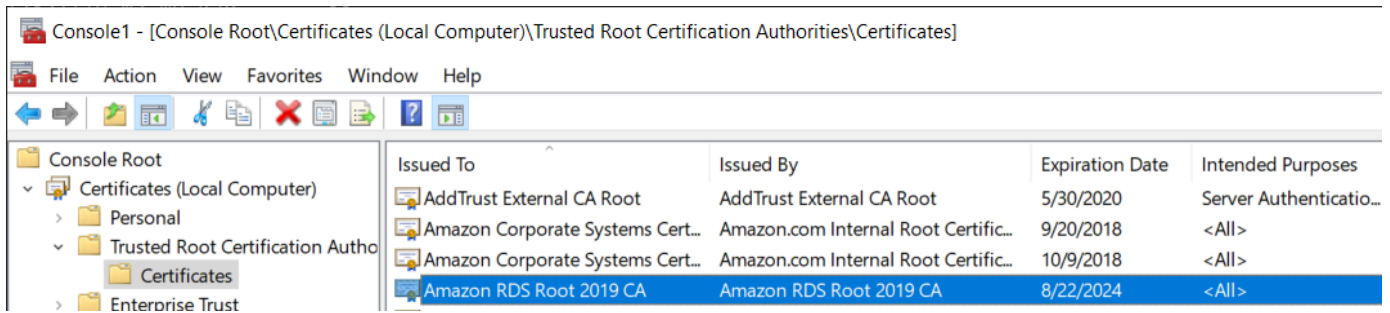 Console1 - [Console Root\Certificates (Local Computer)\Trusted Root Certification Authorities\Certificates]
File Action View Favorites Window Help
Console Root
Certificates (Local Computer)
Personal
Trusted Root Certification Autho
Certificates
Enterprise Trust
Issued To Issued By Expiration Date Intended Purposes
AddTrust External CA Root AddTrust External CA Root 5/30/2020 Server Authenticatio...
Amazon Corporate Systems Cert... Amazon.com Internal Root Certific... 9/20/2018 <All>
Amazon Corporate Systems Cert... Amazon.com Internal Root Certific... 10/9/2018 <All>
Amazon RDS Root 2019 CA Amazon RDS Root 2019 CA 8/22/2024 <All>